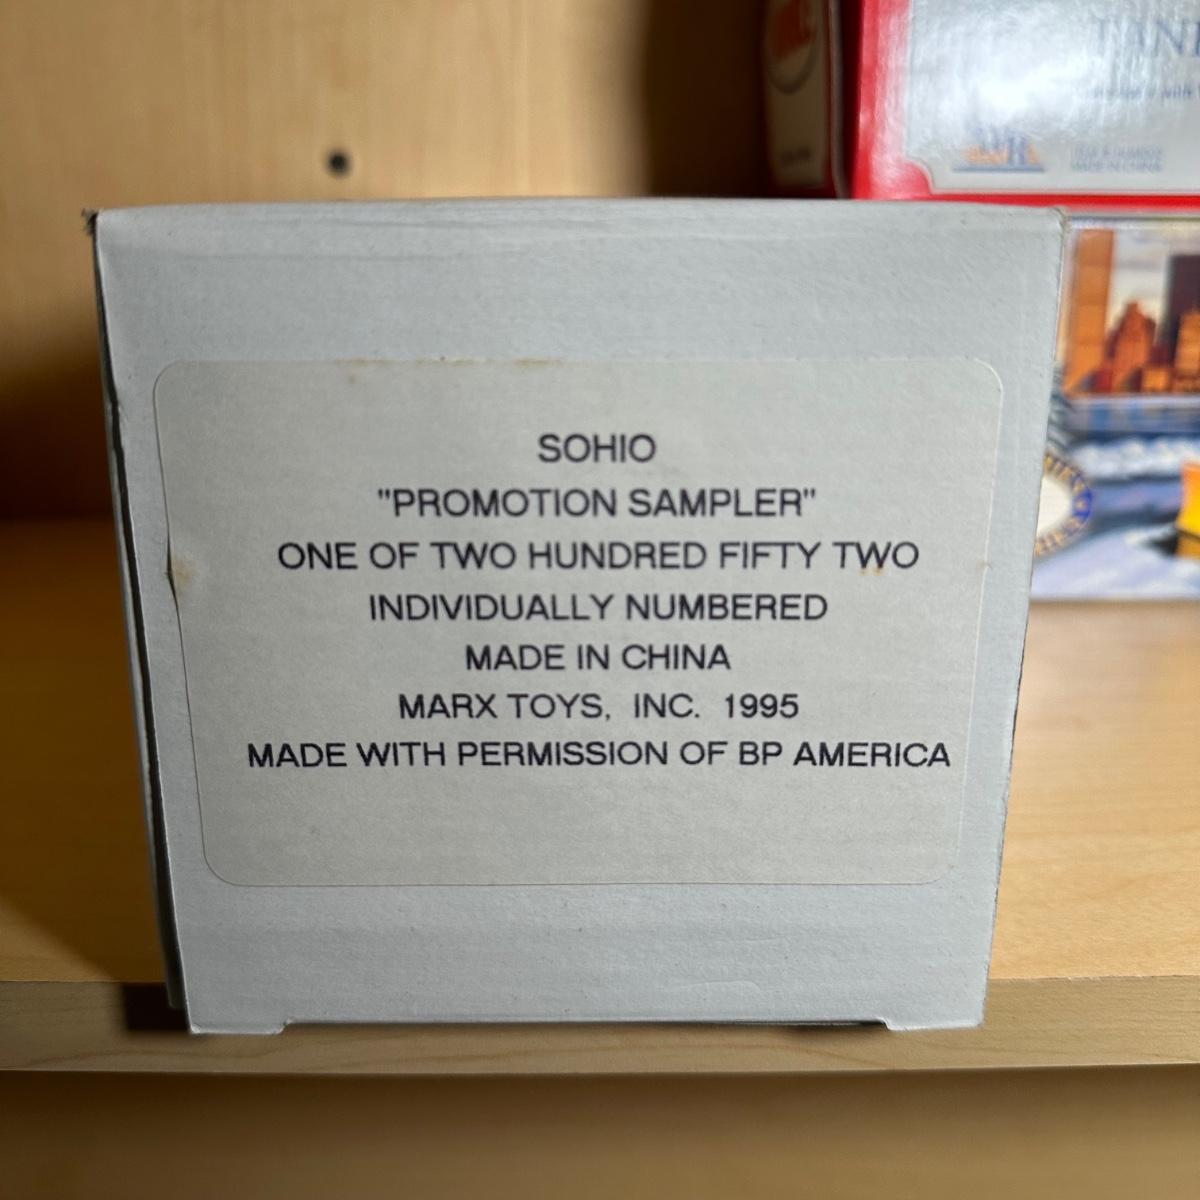 SOHIO
"PROMOTION SAMPLER"
ONE OF TWO HUNDRED FIFTY TWO
INDIVIDUALLY NUMBERED
MADE IN CHINA
MARX TOYS, INC. 1995
MADE WITH PERMISSION OF BP AMERICA